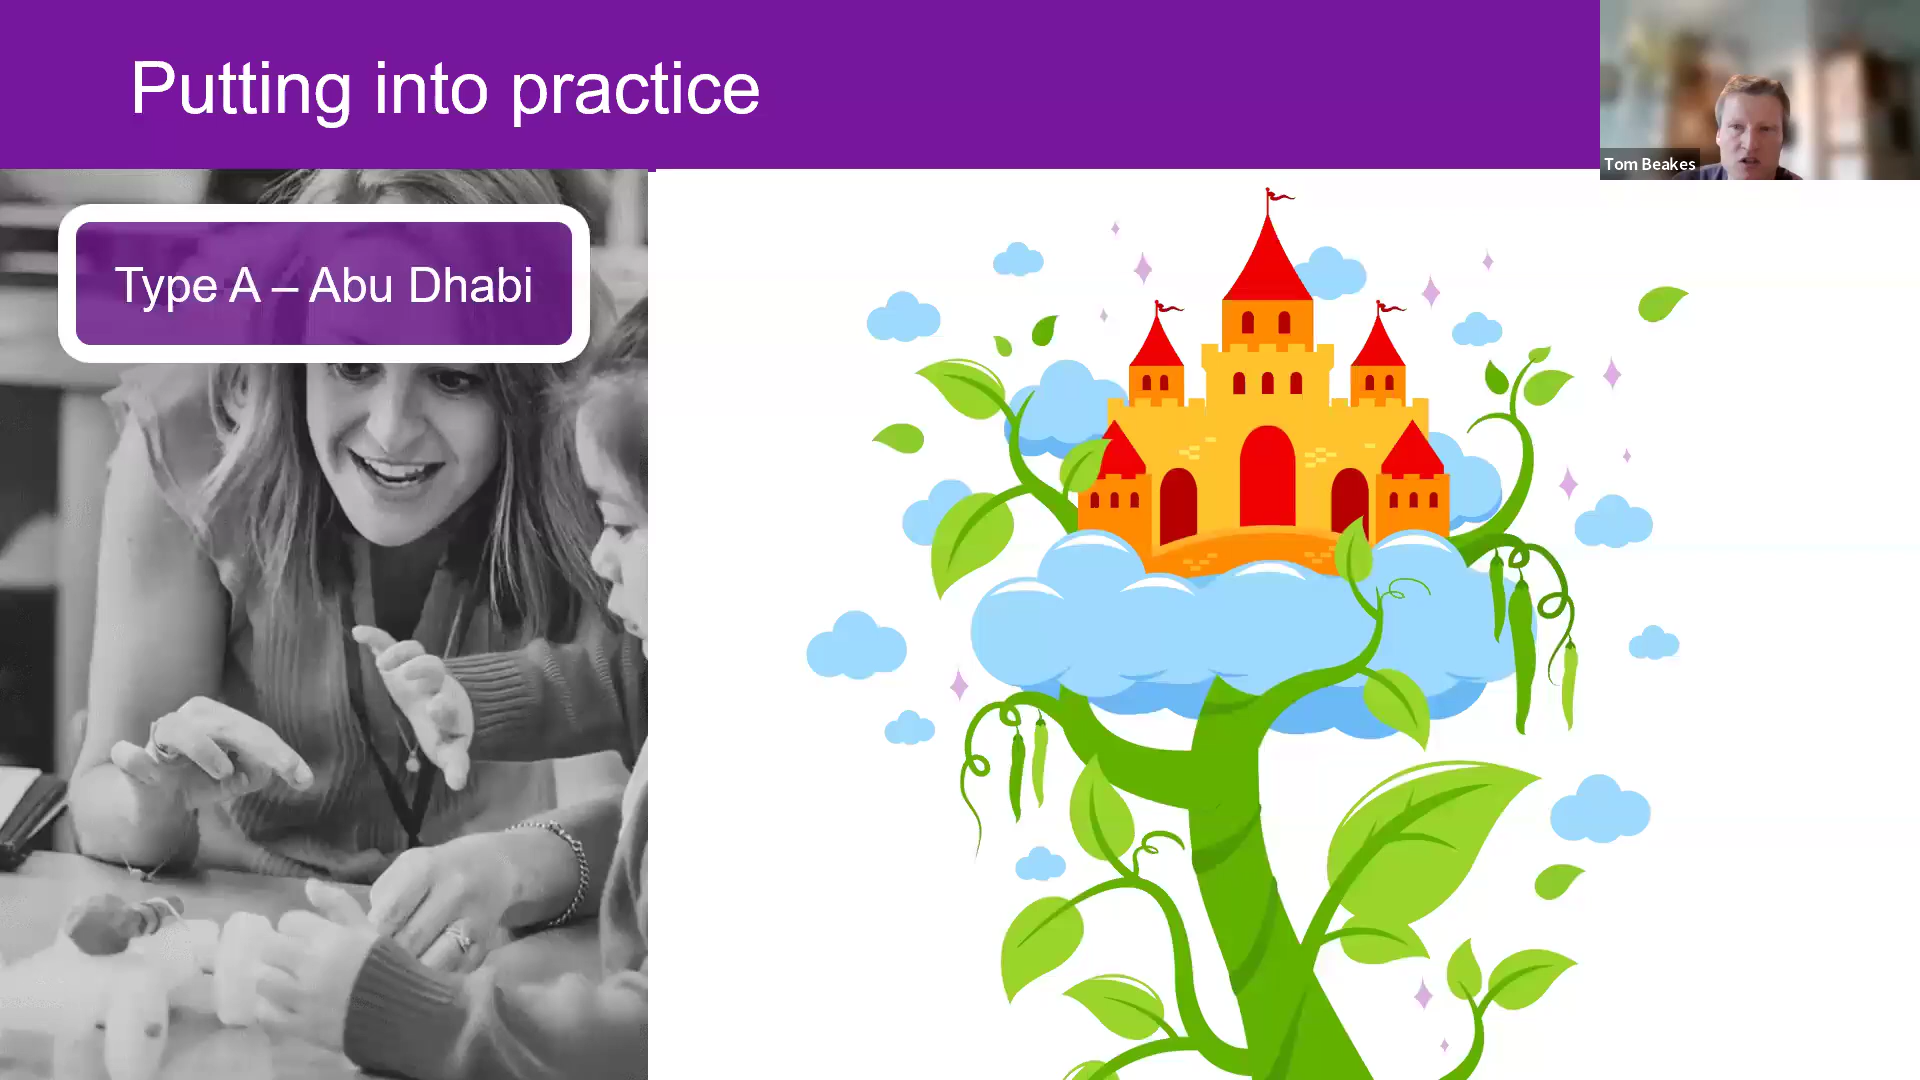 Putting into practice
Tom Beakes
Type A – Abu Dhabi